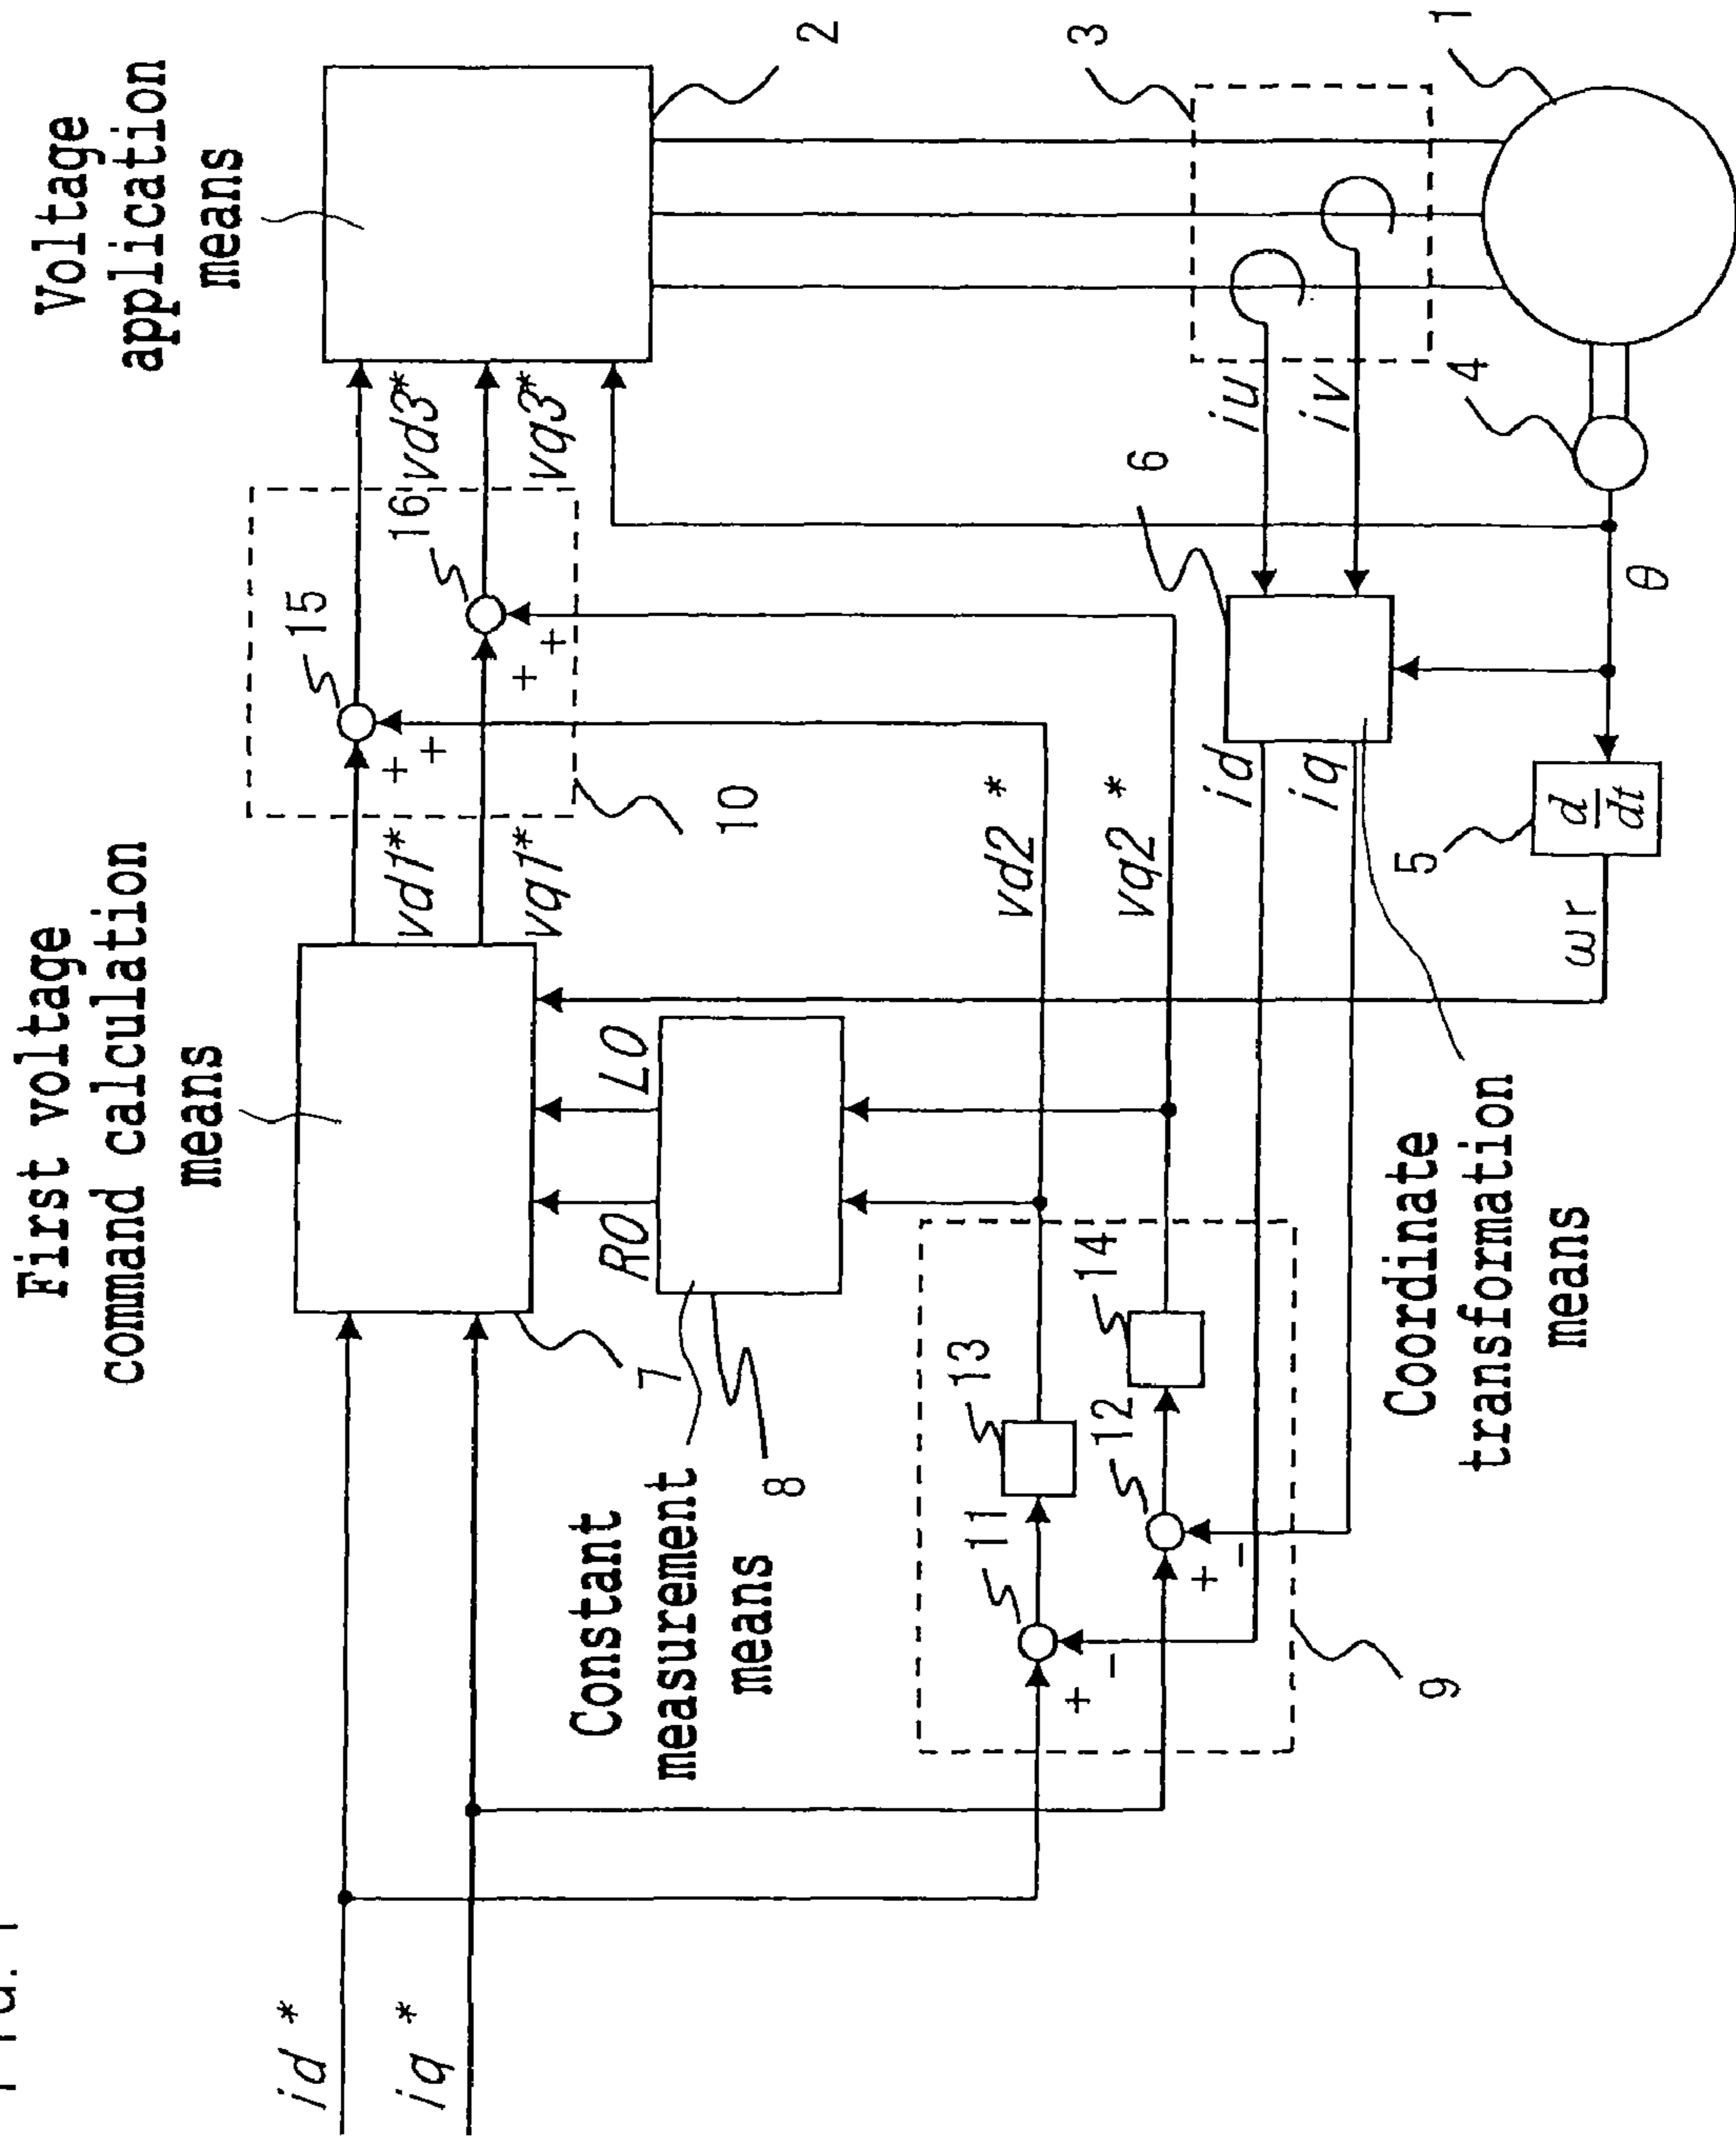 FIG. 1
First voltage
command calculation
means
Voltage
application
means
id*
iq*
vd1*
vq1*
15
16
vd3*
vq3*
2
10
7
R0
L0
Constant
measurement
means
8
vd2*
vq2*
3
13
14
11
12
+
-
+
-
+
+
+
+
9
id
iq
6
iu
iv
Coordinate
transformation
means
5
d
dt
ωr
θ
4
1